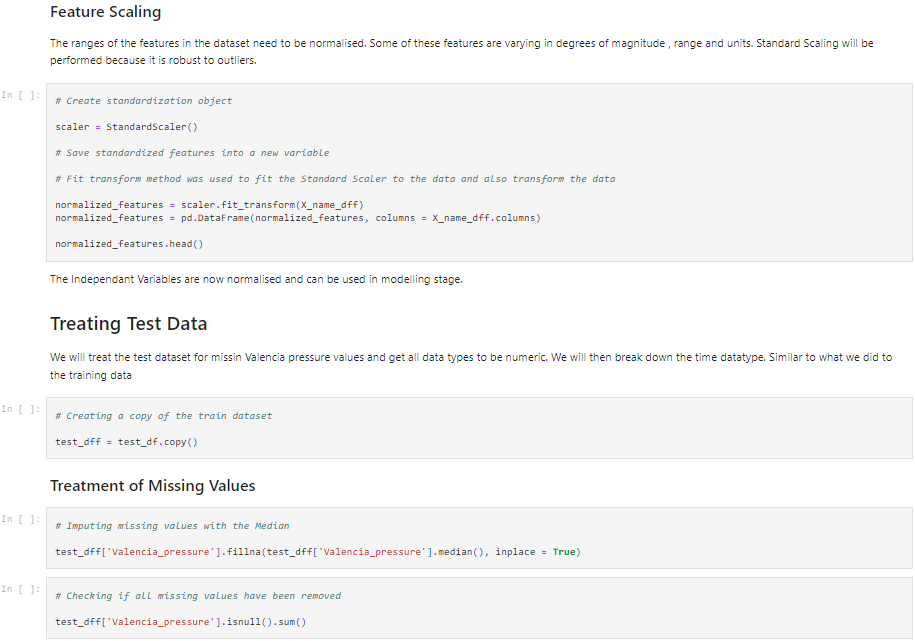 Feature Scaling
The ranges of the features in the dataset need to be normalised. Some of these features are varying in degrees of magnitude , range and units. Standard Scaling will be
performed because it is robust to outliers.
In [ ]:
# Create standardization object
scaler = StandardScaler()
# Save standardized features into a new variable
# Fit transform method was used to fit the Standard Scaler to the data and also transform the data
normalized_features = scaler.fit_transform(X_name_dff)
normalized_features = pd.DataFrame(normalized_features, columns = X_name_dff.columns)
normalized_features.head()
The Independant Variables are now normalised and can be used in modelling stage.
Treating Test Data
We will treat the test dataset for missin Valencia pressure values and get all data types to be numeric. We will then break down the time datatype. Similar to what we did to
the training data
In [ ]:
# Creating a copy of the train dataset
test_dff = test_df.copy()
Treatment of Missing Values
In [ ]:
# Imputing missing values with the Median
test_dff['Valencia_pressure'].fillna(test_dff['Valencia_pressure'].median(), inplace = True)
In [ ]:
# Checking if all missing values have been removed
test_dff['Valencia_pressure'].isnull().sum()